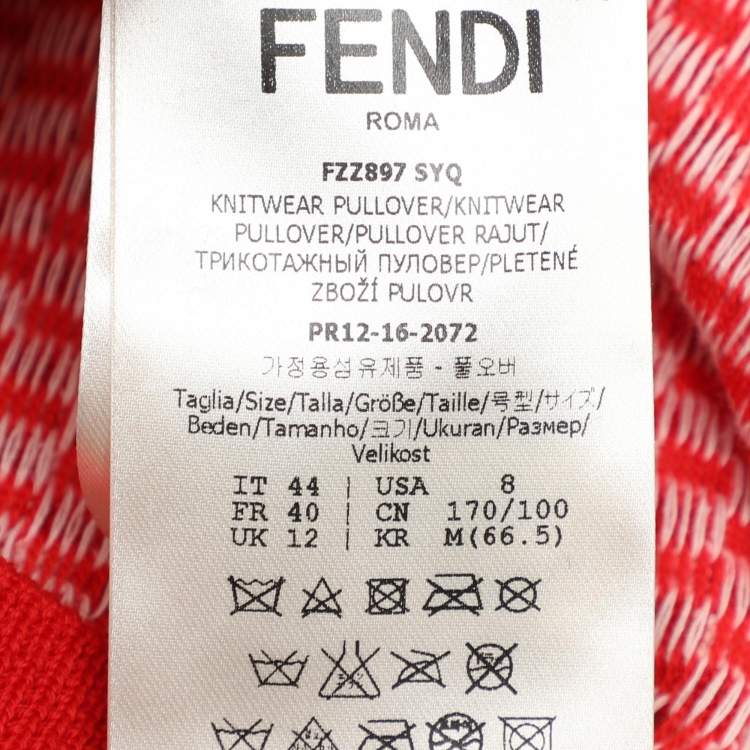 FENDI
ROMA
FZZ897 SYQ
KNITWEAR PULLOVER/KNITWEAR
PULLOVER/PULLOVER RAJUT/
ТРИКОТАЖНЫЙ ПУЛОВЕР/PLETENÉ
ZBOŽÍ PULOVR
PR12-16-2072
가정용섬유제품 - 풀오버
Taglia/Size/Talla/Größe/Taille/号型/サイズ/
Beden/Tamanho/크기/Ukuran/Размер/
Velikost
IT 44 | USA 8
FR 40 | CN 170/100
UK 12 | KR M(66.5)